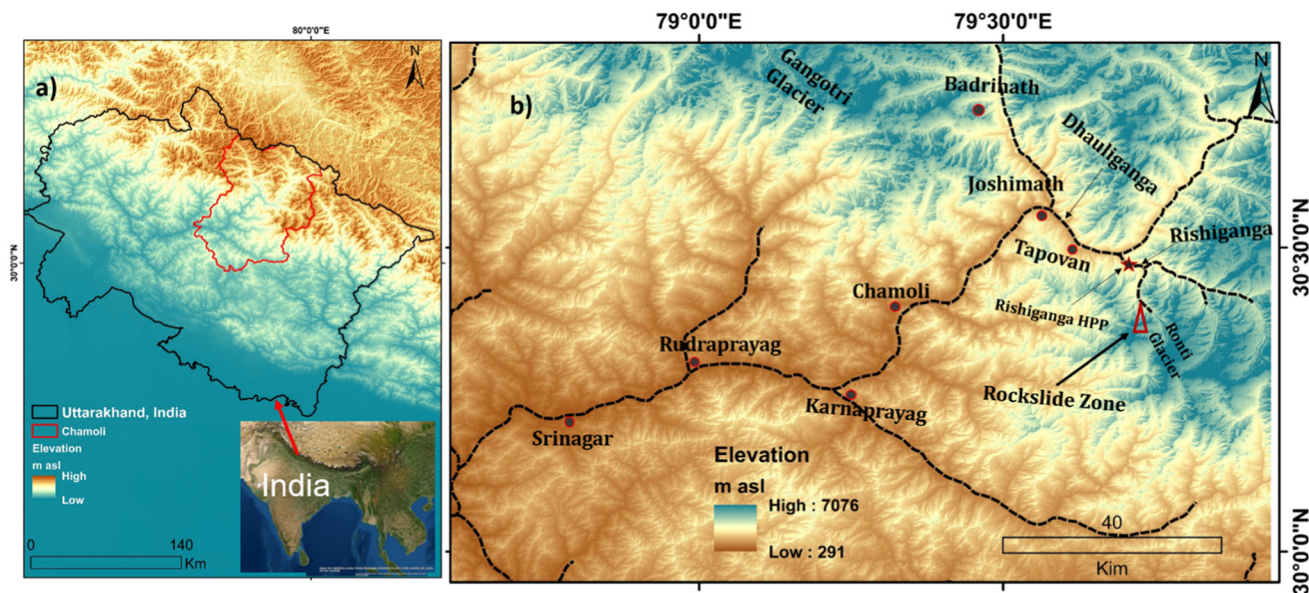 80°0'0"E
a)
N
30°0'0"N
Uttarakhand, India
Chamoli
Elevation
m asl
High
Low
0
140
Km
India
79°0'0"E
79°30'0"E
b)
Gangotri
Glacier
Badrinath
N
Dhauliganga
Joshimath
Rishiganga
Tapovan
30°30'0"N
Chamoli
Rishiganga HPP
Ronti
Glacier
Rudraprayag
Rockslide Zone
Karnaprayag
Srinagar
Elevation
m asl
High : 7076
Low : 291
40
Kim
30°0'0"N